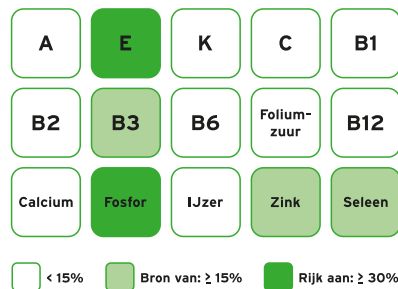 A E K C B1
B2 B3 B6 Folium-
zuur B12
Calcium Fosfor IJzer Zink Seleen
< 15% Bron van: ≥ 15% Rijk aan: ≥ 30%